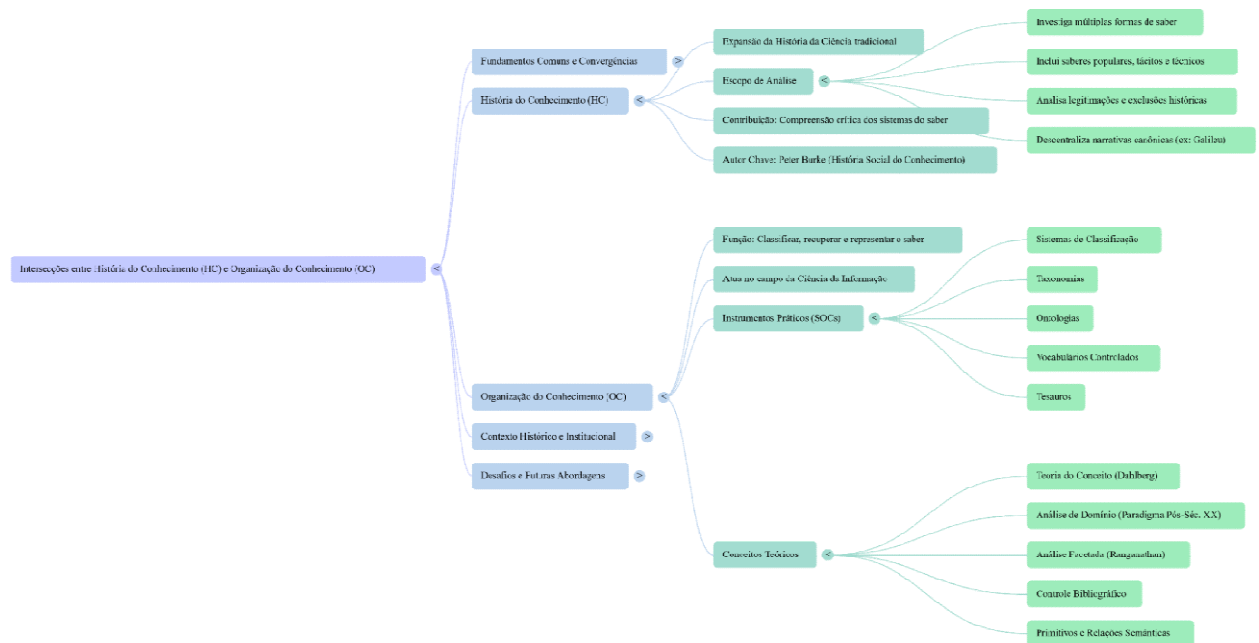 Intersecções entre História do Conhecimento (HC) e Organização do Conhecimento (OC)
<
Fundamentos Comuns e Convergências
>
História do Conhecimento (HC)
<
Expansão da História da Ciência tradicional
Escopo de Análise
<
Investiga múltiplas formas de saber
Inclui saberes populares, tácitos e técnicos
Analisa legitimações e exclusões históricas
Descentraliza narrativas canônicas (ex: Galileu)
Contribuição: Compreensão crítica dos sistemas do saber
Autor Chave: Peter Burke (História Social do Conhecimento)
Organização do Conhecimento (OC)
<
Função: Classificar, recuperar e representar o saber
Atua no campo da Ciência da Informação
Instrumentos Práticos (SOCs)
<
Sistemas de Classificação
Taxonomias
Ontologias
Vocabulários Controlados
Tesauros
Conceitos Teóricos
<
Teoria do Conceito (Dahlberg)
Análise de Domínio (Paradigma Pós-Séc. XX)
Análise Facetada (Ranganathan)
Controle Bibliográfico
Primitivos e Relações Semânticas
Contexto Histórico e Institucional
>
Desafios e Futuras Abordagens
>